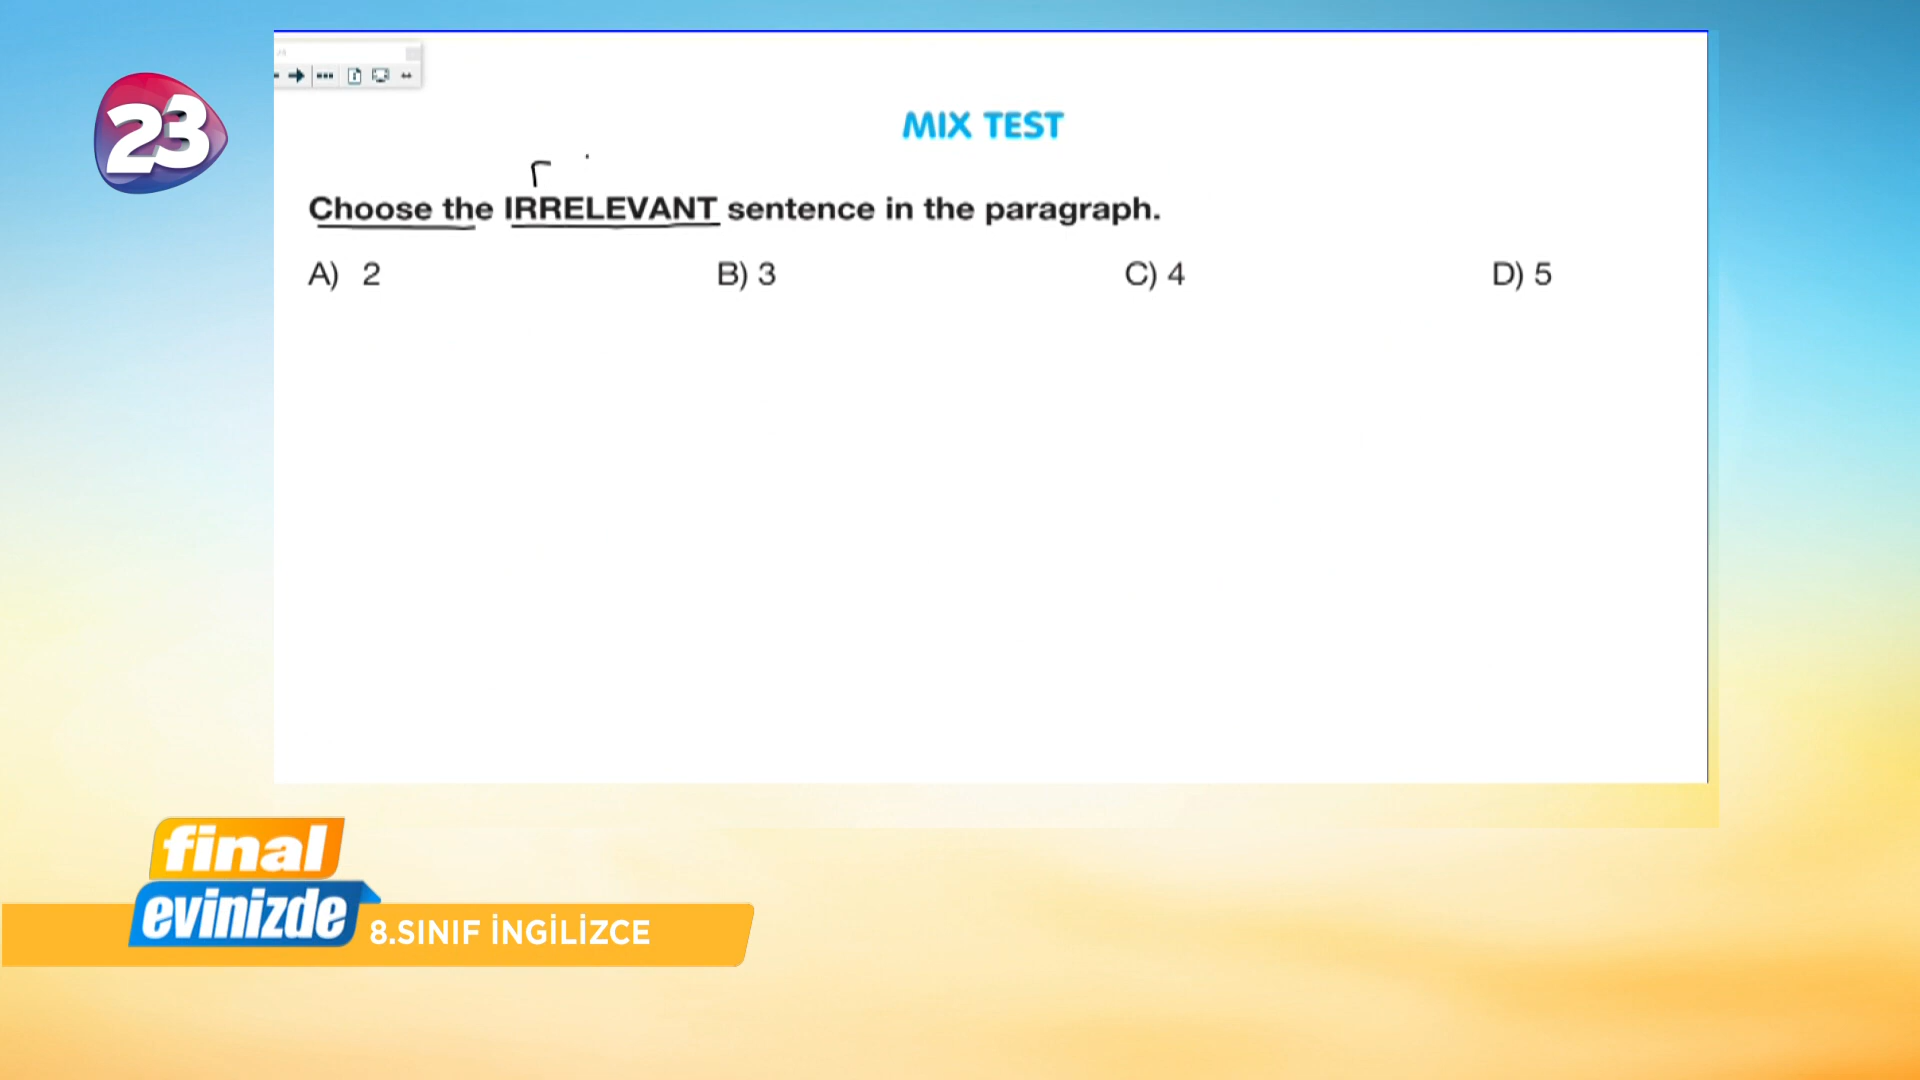 23
MIX TEST
r
Choose the IRRELEVANT sentence in the paragraph.
A) 2 B) 3 C) 4 D) 5
final
evinizde
8.SINIF İNGİLİZCE